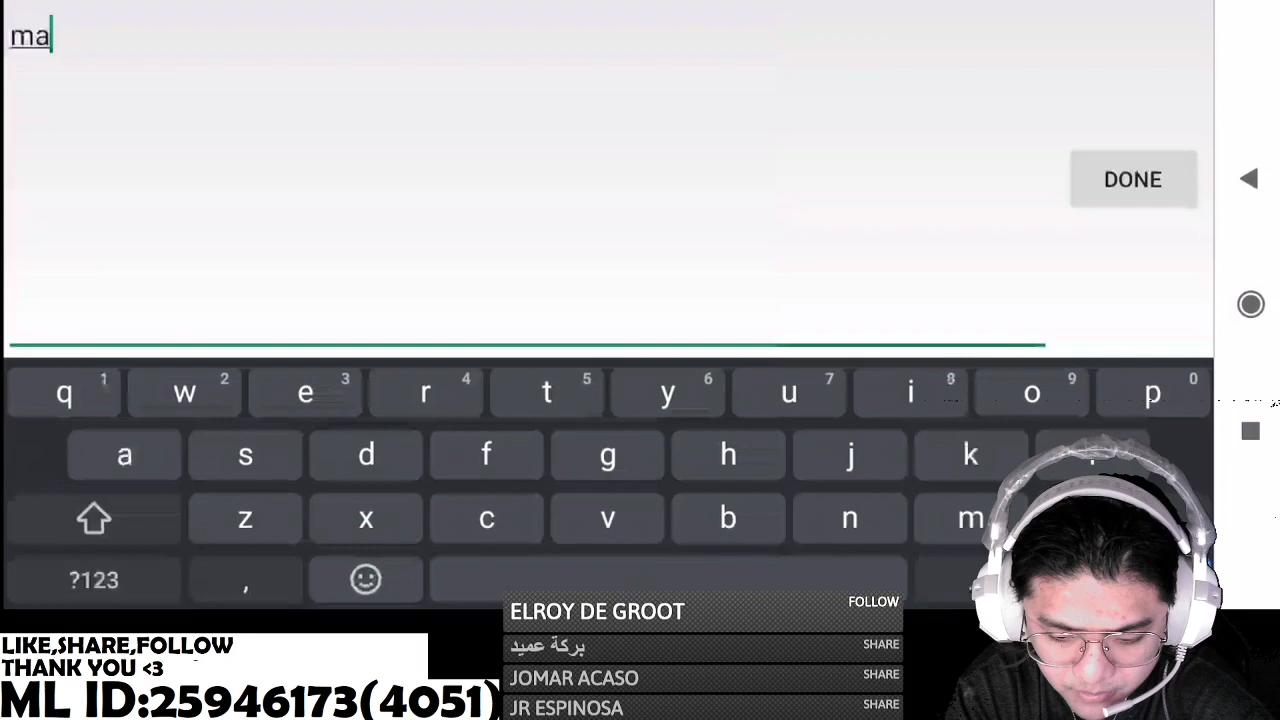 ma
DONE
q 1 w 2 e 3 r 4 t 5 y 6 u 7 i 8 o 9 p 0
a s d f g h j k
z x c v b n m
?123 ,
ELROY DE GROOT FOLLOW
بركة عميد SHARE
JOMAR ACASO SHARE
JR ESPINOSA SHARE
LIKE,SHARE,FOLLOW
THANK YOU <3
ML ID:25946173(4051)